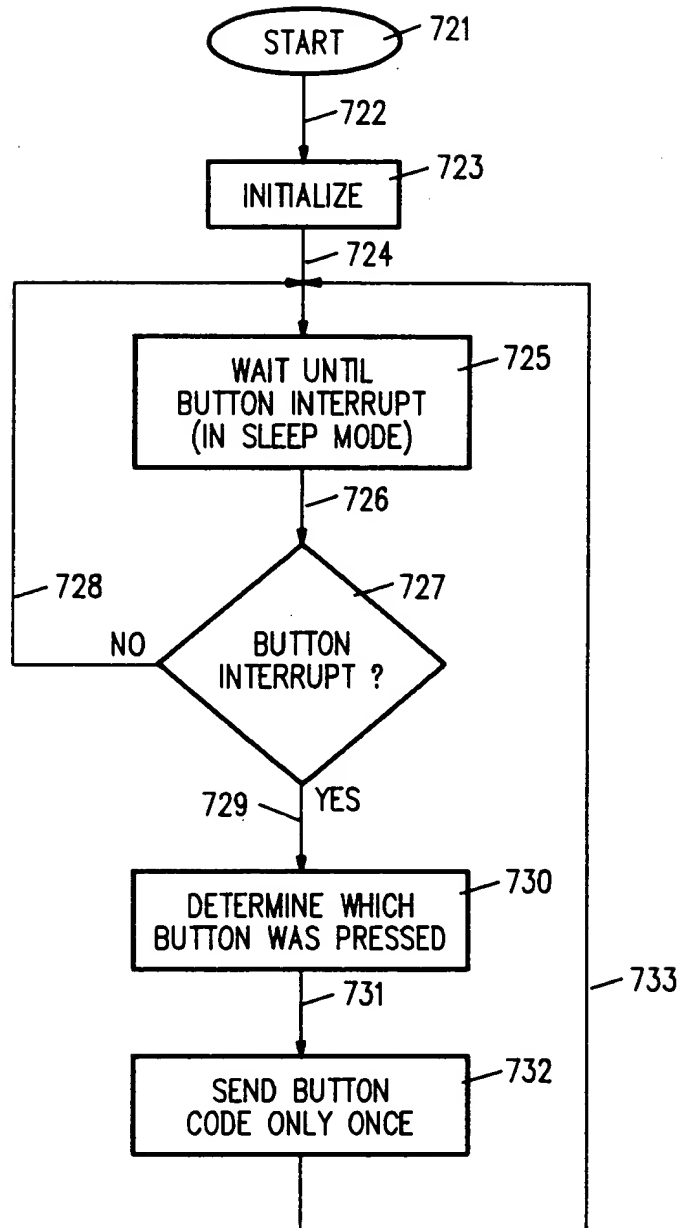 START
721
722
INITIALIZE
723
724
WAIT UNTIL
BUTTON INTERRUPT
(IN SLEEP MODE)
725
726
727
728
NO
BUTTON
INTERRUPT ?
729
YES
730
DETERMINE WHICH
BUTTON WAS PRESSED
731
733
732
SEND BUTTON
CODE ONLY ONCE